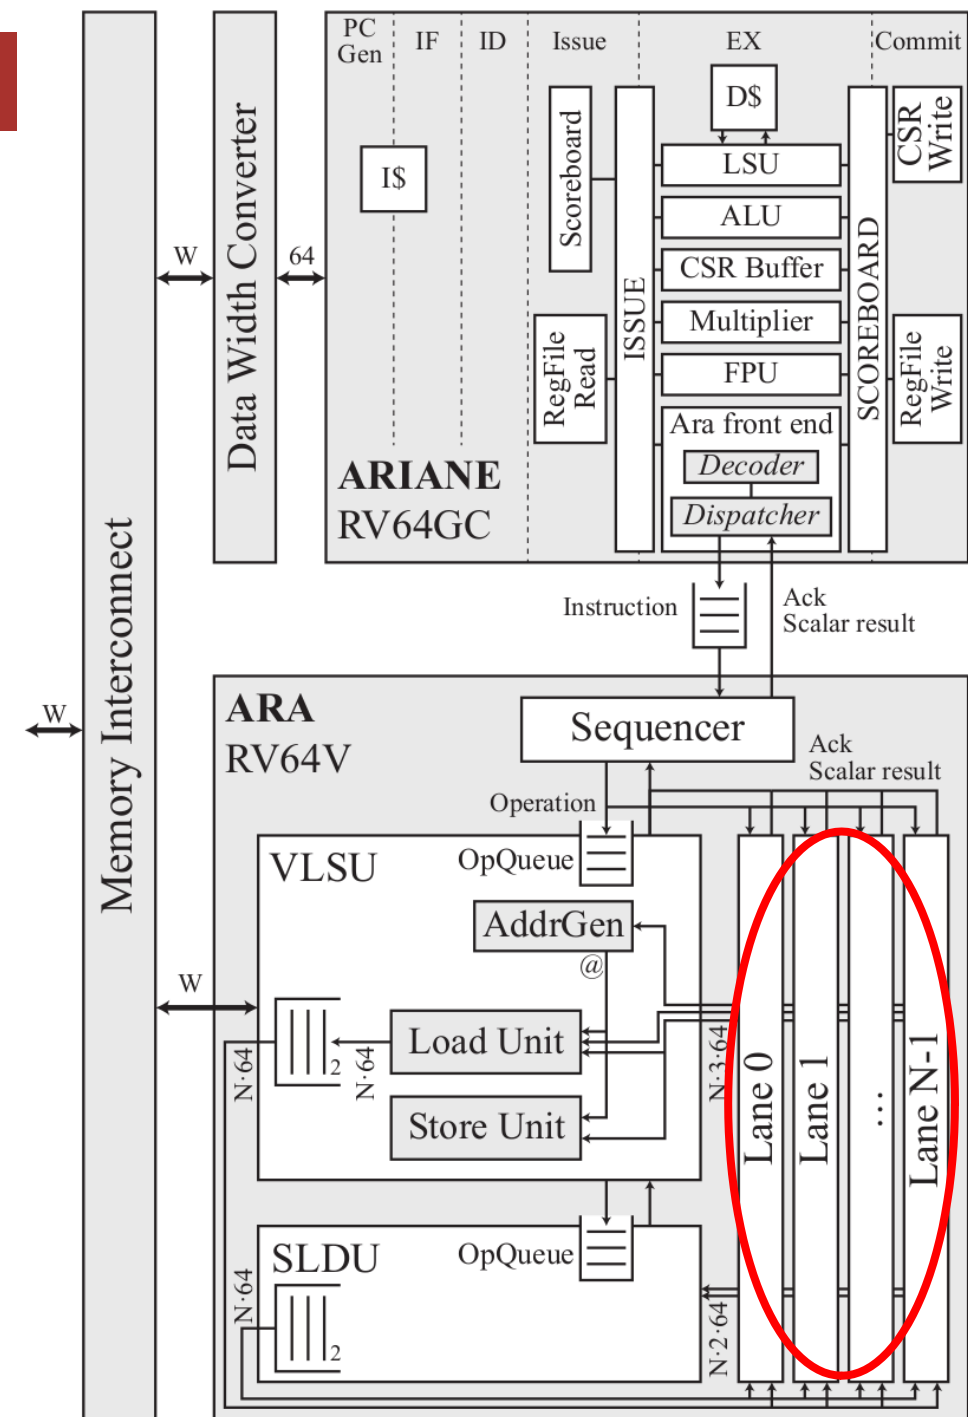 PC
Gen
IF
ID
Issue
EX
Commit
I$
D$
Scoreboard
RegFile
Read
ISSUE
LSU
ALU
CSR Buffer
Multiplier
FPU
Ara front end
Decoder
Dispatcher
SCOREBOARD
CSR
Write
RegFile
Write
ARIANE
RV64GC
W
64
Data Width Converter
Memory Interconnect
W
Instruction
Ack
Scalar result
ARA
RV64V
Sequencer
Ack
Scalar result
Operation
VLSU
OpQueue
AddrGen
@
W
Load Unit
2
N·64
N·64
N·3·64
Store Unit
Lane 0
Lane 1
...
Lane N-1
SLDU
OpQueue
N·64
2
N·2·64